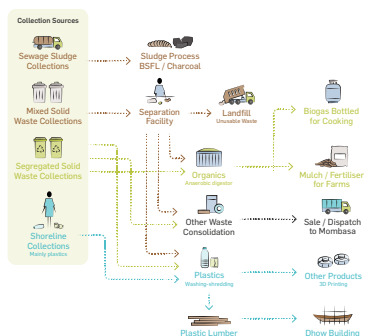 Collection Sources
Sewage Sludge
Collections
Sludge Process
BSFL / Charcoal
Mixed Solid
Waste Collections
Separation
Facility
Landfill
Unusable Waste
Biogas Bottled
for Cooking
Segregated Solid
Waste Collections
Organics
Anaerobic digestor
Mulch / Fertiliser
for Farms
Shoreline
Collections
Mainly plastics
Other Waste
Consolidation
Sale / Dispatch
to Mombasa
Plastics
Washing-shredding
Other Products
3D Printing
Plastic Lumber
Dhow Building